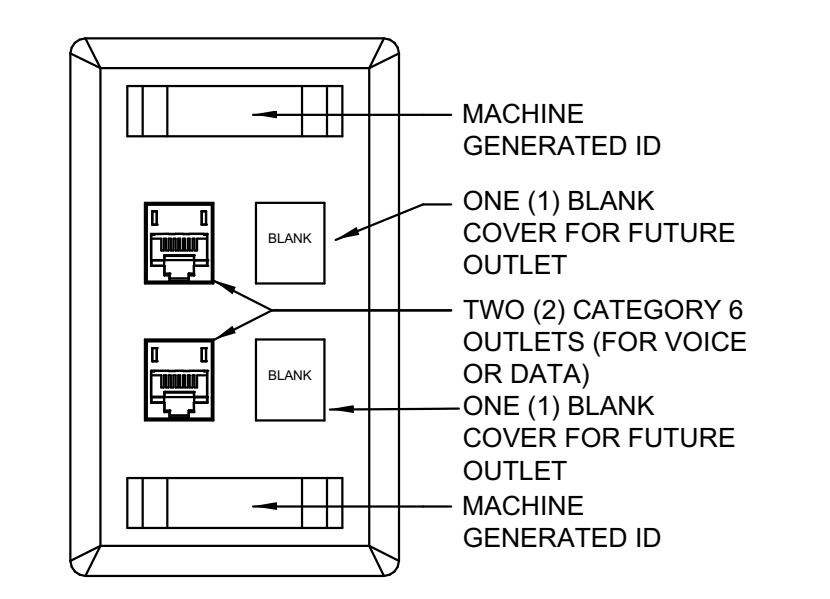 MACHINE
GENERATED ID
ONE (1) BLANK
COVER FOR FUTURE
OUTLET
BLANK
TWO (2) CATEGORY 6
OUTLETS (FOR VOICE
OR DATA)
BLANK
ONE (1) BLANK
COVER FOR FUTURE
OUTLET
MACHINE
GENERATED ID